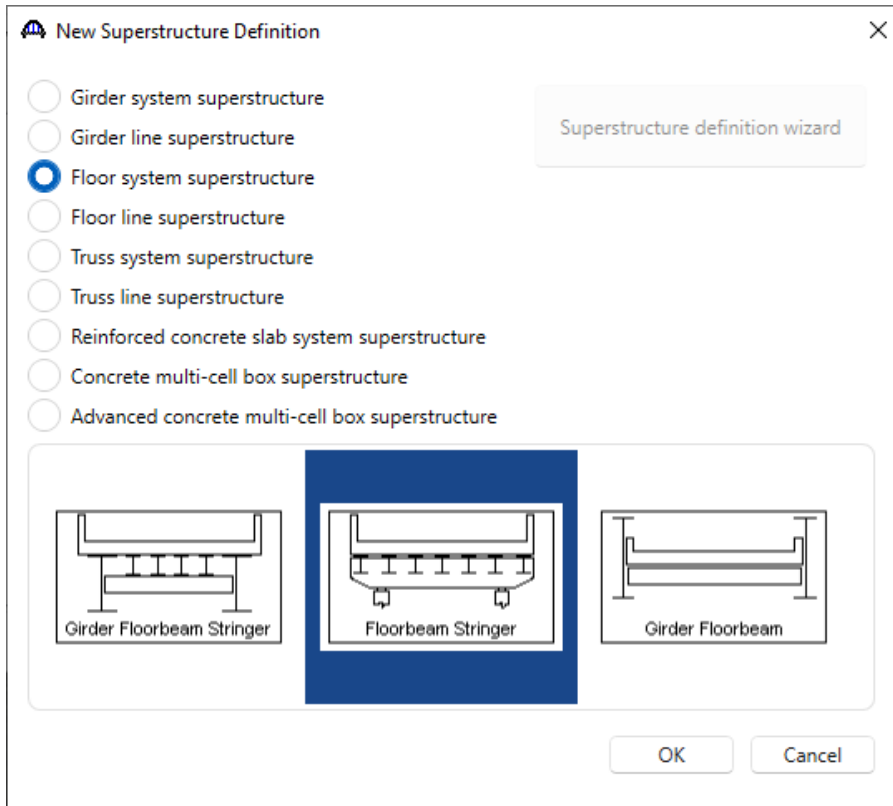 New Superstructure Definition
Girder system superstructure
Superstructure definition wizard
Girder line superstructure
Floor system superstructure
Floor line superstructure
Truss system superstructure
Truss line superstructure
Reinforced concrete slab system superstructure
Concrete multi-cell box superstructure
Advanced concrete multi-cell box superstructure
Girder Floorbeam Stringer
Floorbeam Stringer
Girder Floorbeam
OK
Cancel